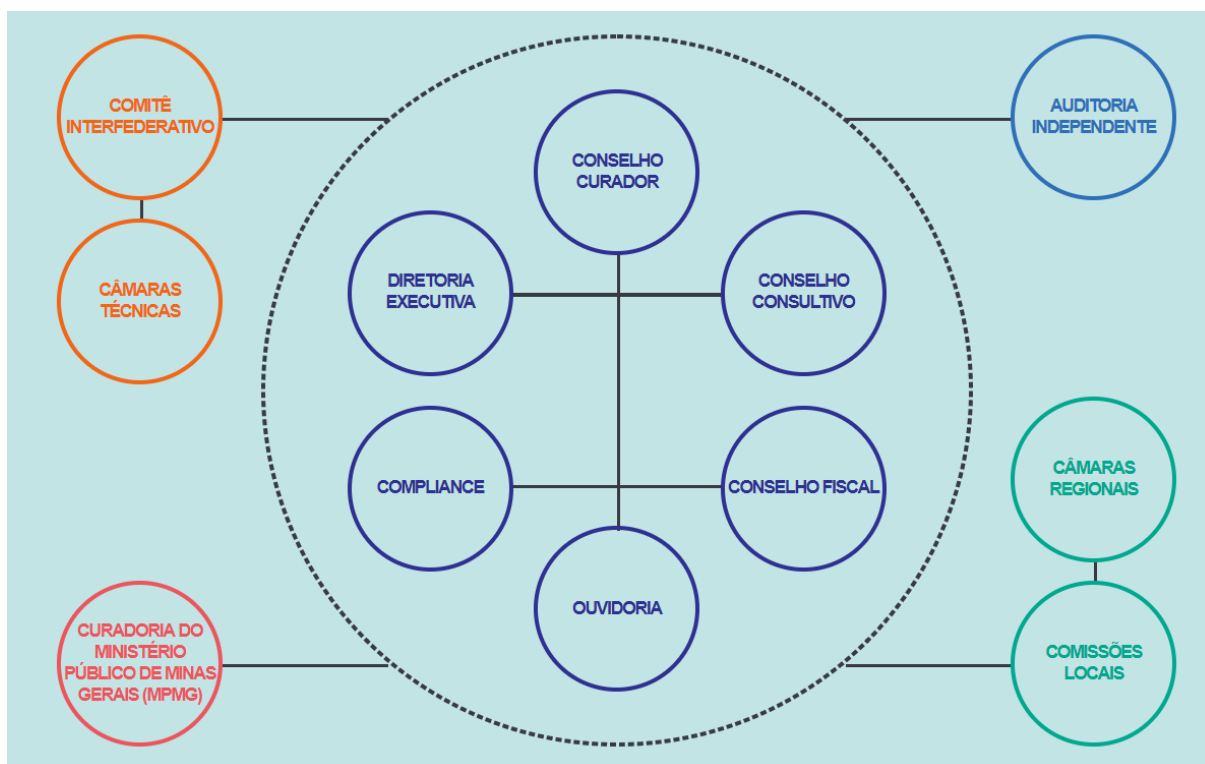 COMITÊ
INTERFEDERATIVO
AUDITORIA
INDEPENDENTE
CONSELHO
CURADOR
CÂMARAS
TÉCNICAS
DIRETORIA
EXECUTIVA
CONSELHO
CONSULTIVO
COMPLIANCE
CONSELHO FISCAL
CÂMARAS
REGIONAIS
OUVIDORIA
CURADORIA DO
MINISTÉRIO
PÚBLICO DE MINAS
GERAIS (MPMG)
COMISSÕES
LOCAIS